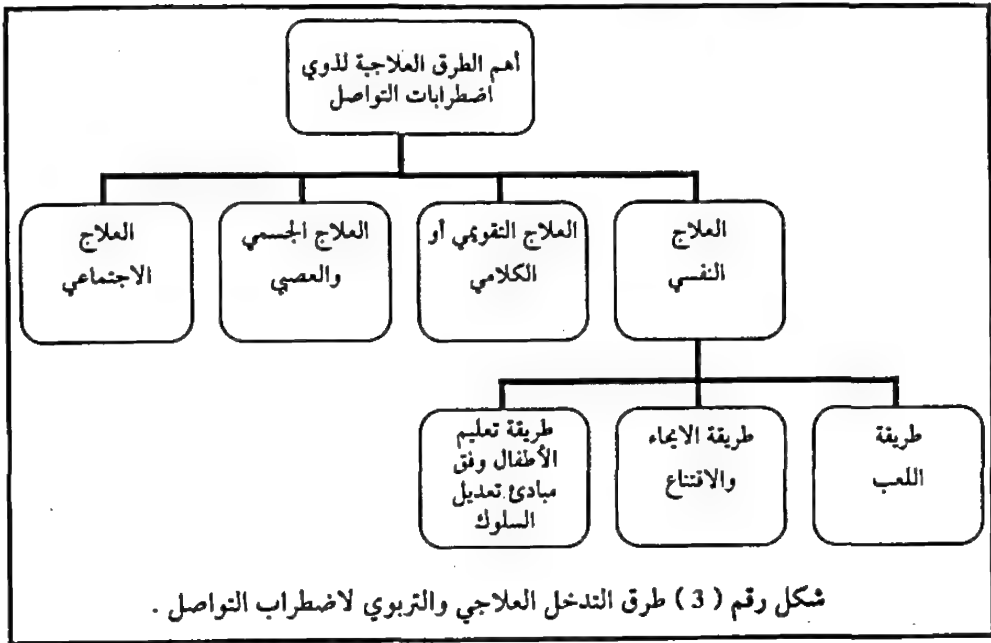 أهم الطرق العلاجية لذوي
اضطرابات التواصل
العلاج
النفسي
العلاج التقويمي أو
الكلامي
العلاج الجسمي
والعصبي
العلاج
الاجتماعي
طريقة
اللعب
طريقة الايحاء
والاقتناع
طريقة تعليم
الأطفال وفق
مبادئ تعديل
السلوك
شكل رقم ( 3 ) طرق التدخل العلاجي والتربوي لاضطراب التواصل .